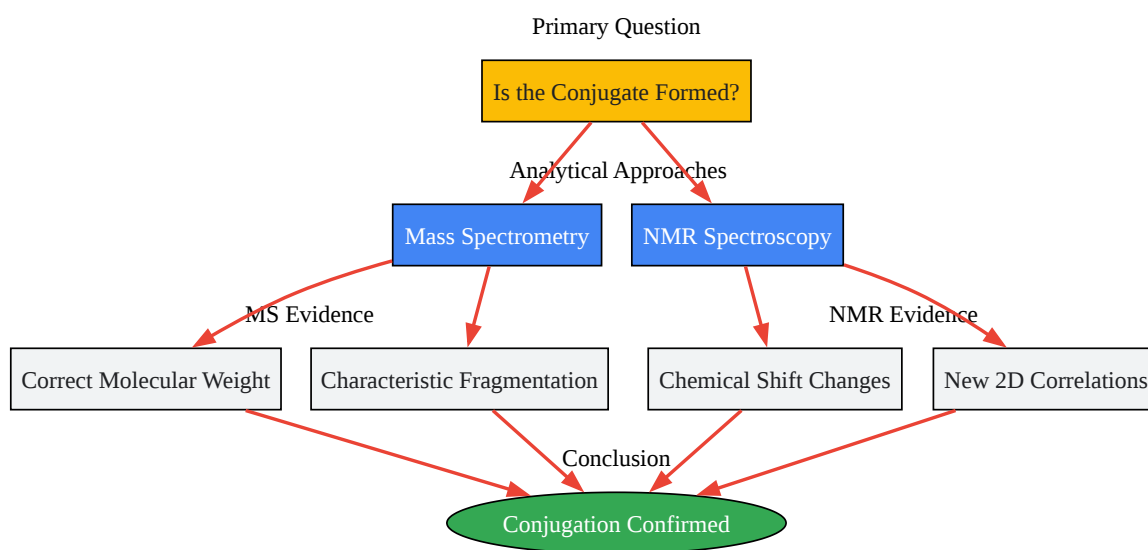 Primary Question
Is the Conjugate Formed?
Analytical Approaches
Mass Spectrometry
NMR Spectroscopy
MS Evidence
NMR Evidence
Correct Molecular Weight
Characteristic Fragmentation
Chemical Shift Changes
New 2D Correlations
Conclusion
Conjugation Confirmed